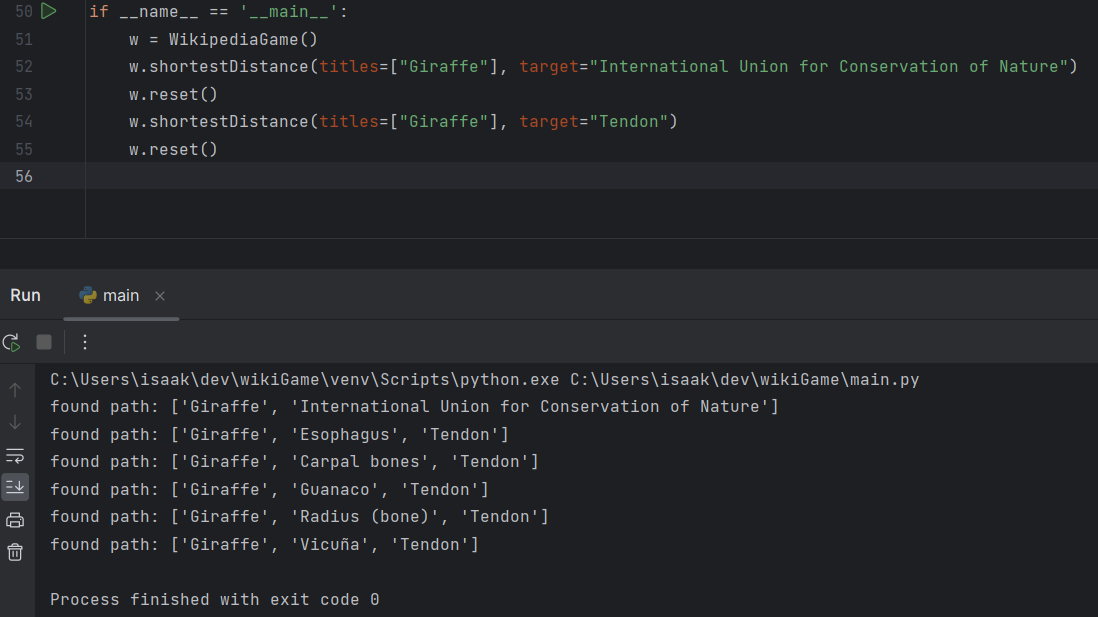 50 if __name__ == '__main__':
51 w = WikipediaGame()
52 w.shortestDistance(titles=["Giraffe"], target="International Union for Conservation of Nature")
53 w.reset()
54 w.shortestDistance(titles=["Giraffe"], target="Tendon")
55 w.reset()
56
Run main ×
C:\Users\isaak\dev\wikiGame\venv\Scripts\python.exe C:\Users\isaak\dev\wikiGame\main.py
found path: ['Giraffe', 'International Union for Conservation of Nature']
found path: ['Giraffe', 'Esophagus', 'Tendon']
found path: ['Giraffe', 'Carpal bones', 'Tendon']
found path: ['Giraffe', 'Guanaco', 'Tendon']
found path: ['Giraffe', 'Radius (bone)', 'Tendon']
found path: ['Giraffe', 'Vicuña', 'Tendon']
Process finished with exit code 0